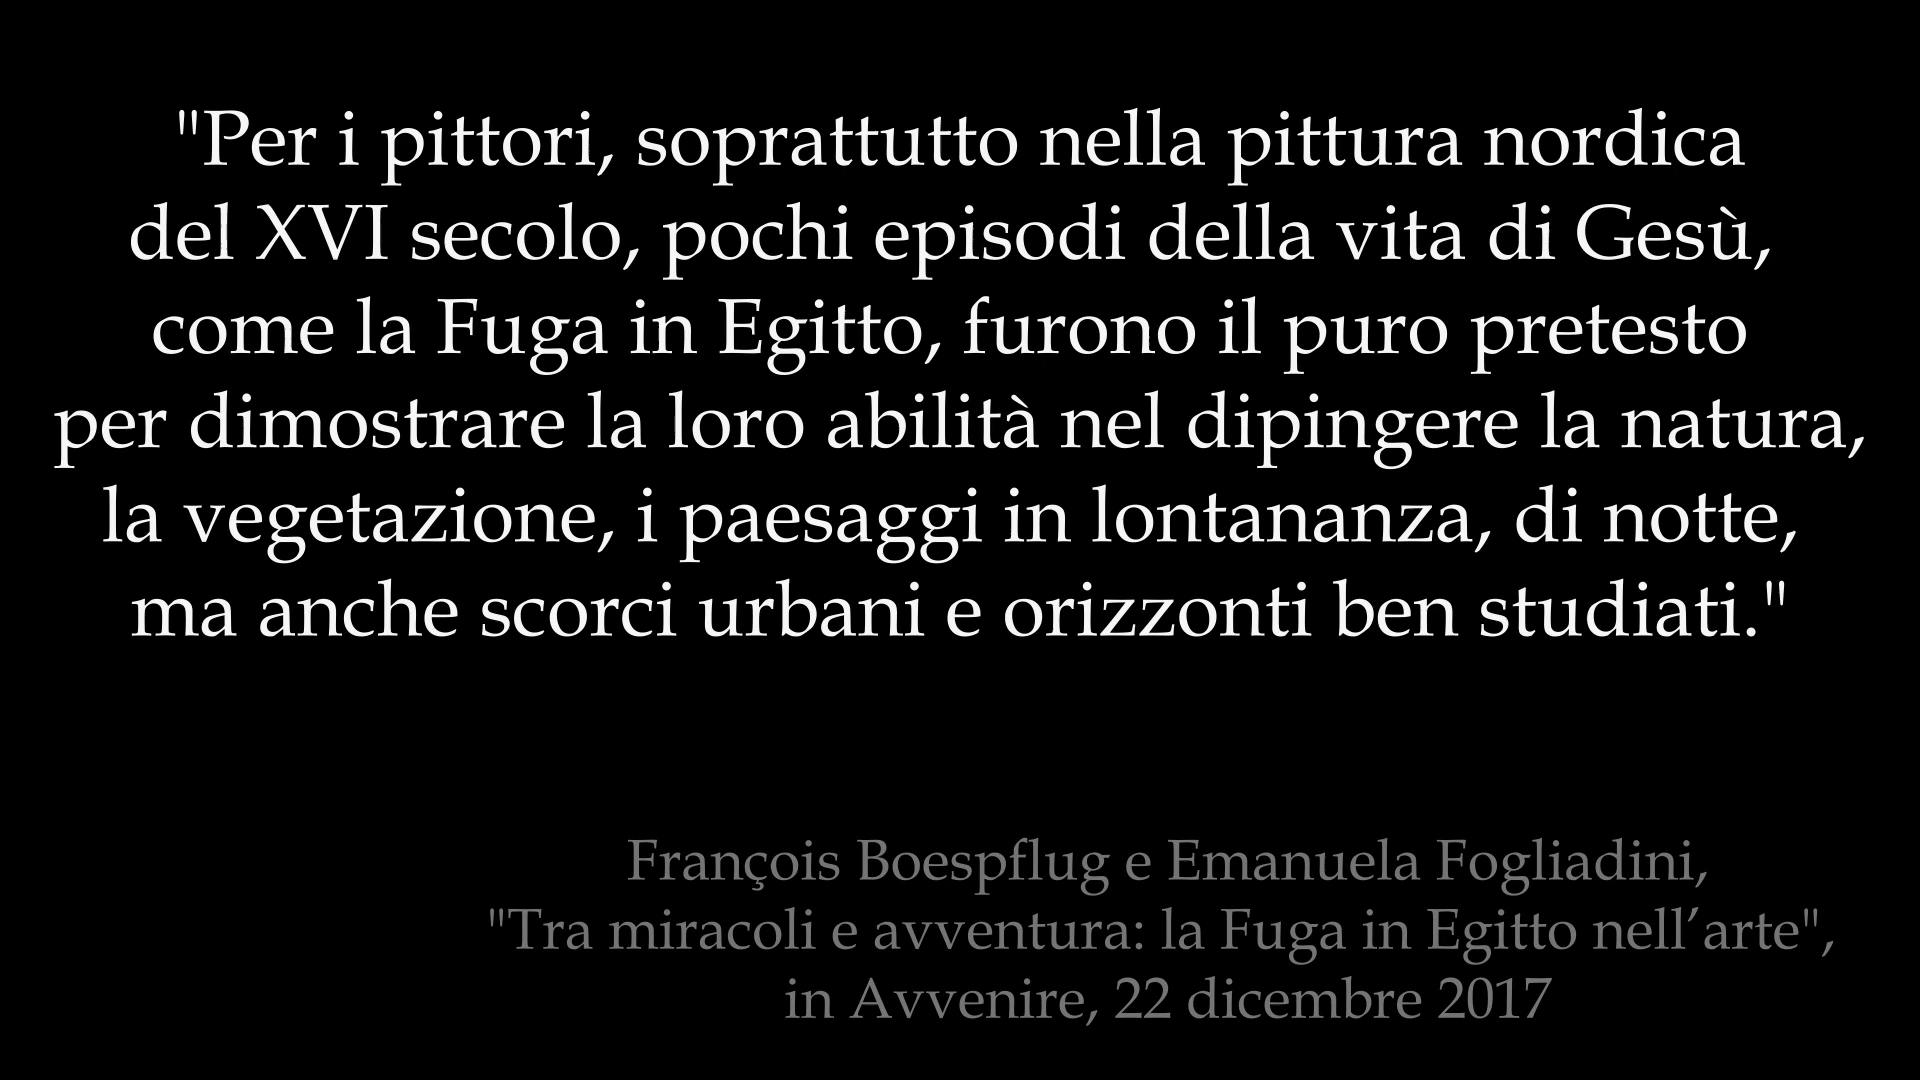 "Per i pittori, soprattutto nella pittura nordica
del XVI secolo, pochi episodi della vita di Gesù,
come la Fuga in Egitto, furono il puro pretesto
per dimostrare la loro abilità nel dipingere la natura,
la vegetazione, i paesaggi in lontananza, di notte,
ma anche scorci urbani e orizzonti ben studiati."
François Boespflug e Emanuela Fogliadini,
"Tra miracoli e avventura: la Fuga in Egitto nell’arte",
in Avvenire, 22 dicembre 2017